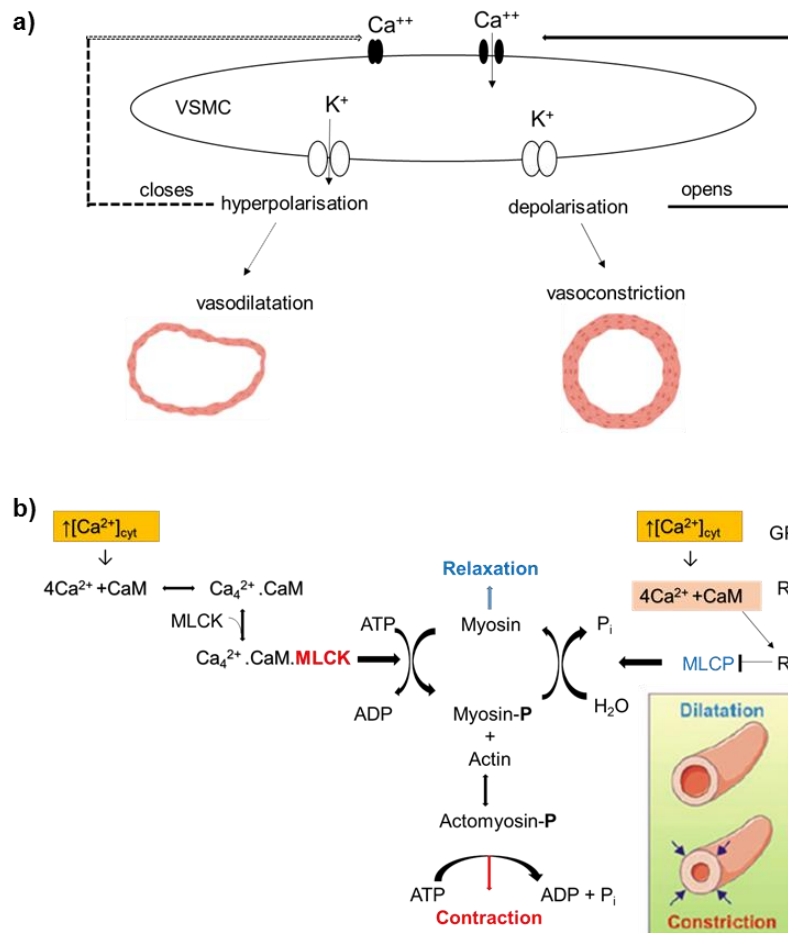 a)
Ca⁺⁺ Ca⁺⁺
VSMC
K⁺ K⁺
closes opens
hyperpolarisation depolarisation
vasodilatation vasoconstriction
b)
↑[Ca²⁺]cyt ↑[Ca²⁺]cyt GF
Relaxation
4Ca²⁺ +CaM Ca₄²⁺ .CaM 4Ca²⁺ +CaM R
MLCK ATP Myosin Pᵢ
Ca₄²⁺ .CaM.MLCK MLCP R
ADP Myosin-P H₂O
+
Actin
Actomyosin-P
ATP ADP + Pᵢ
Contraction
Dilatation
Constriction